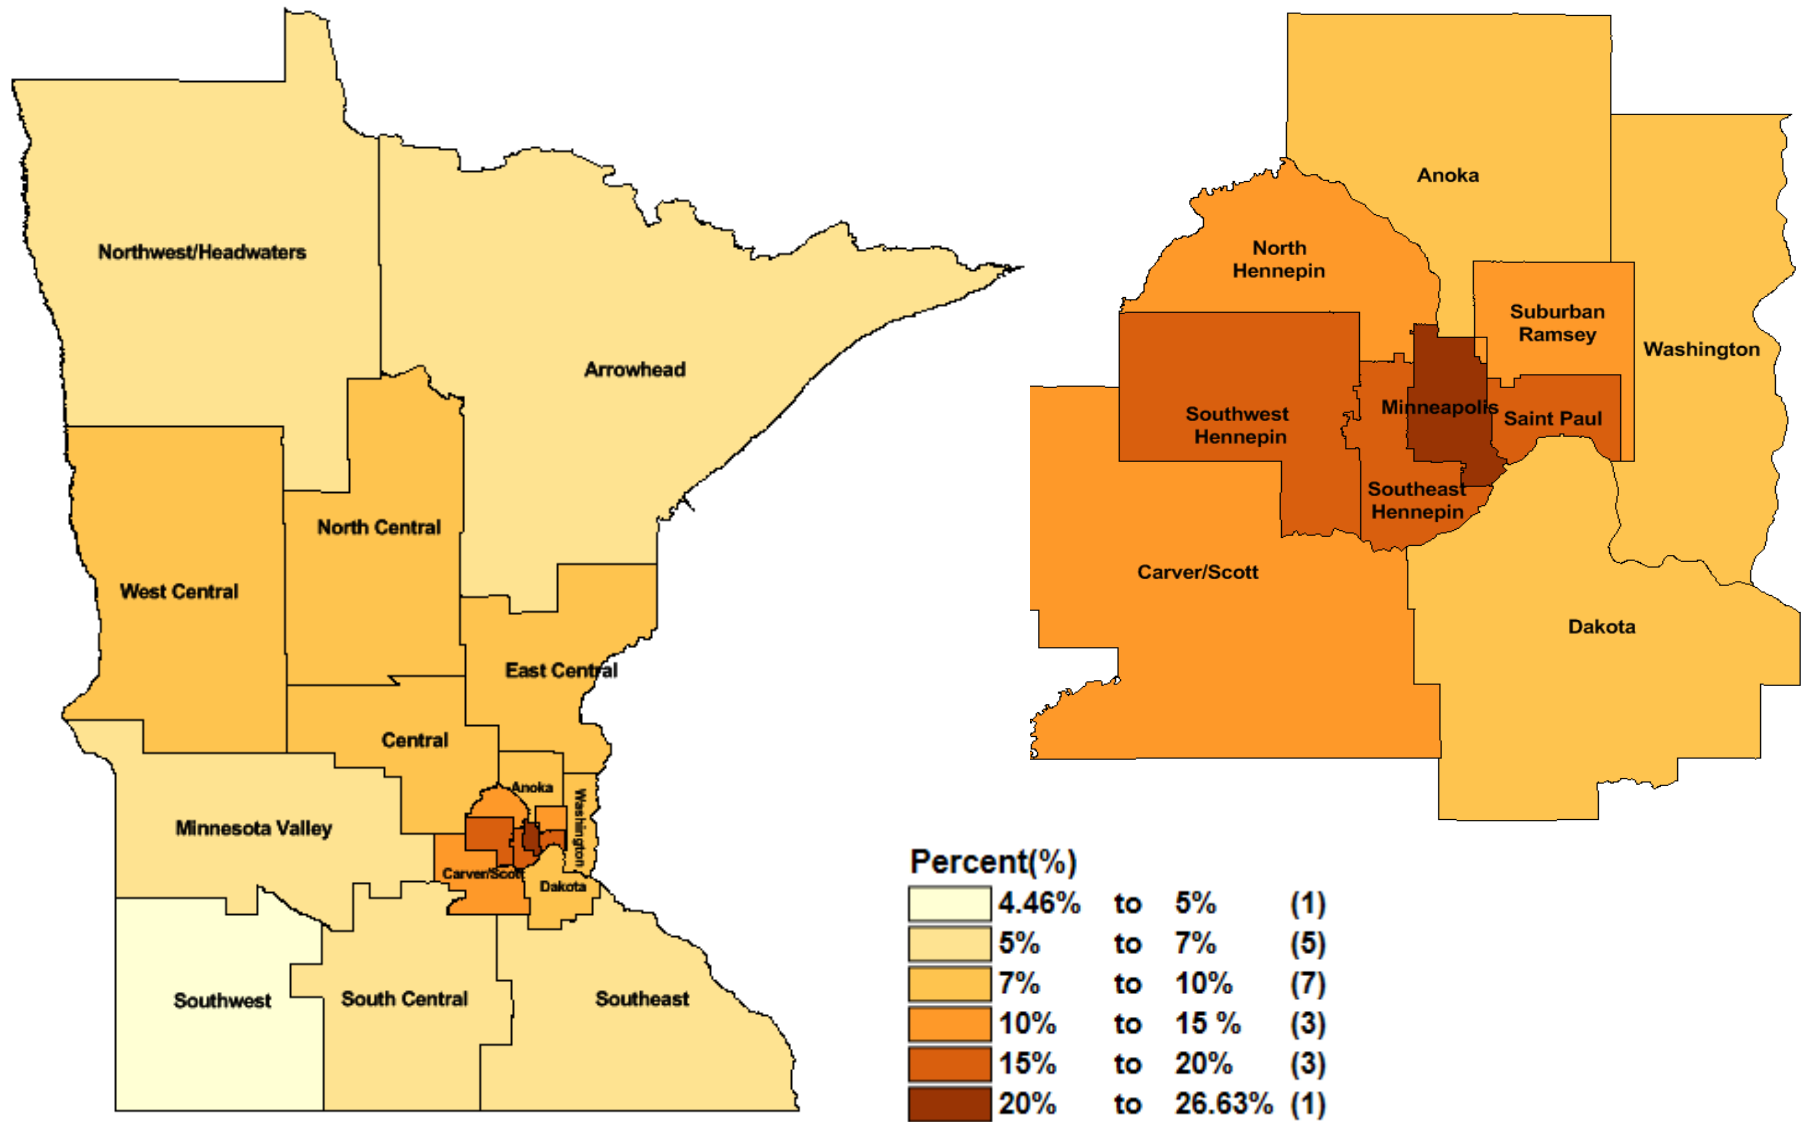 Northwest/Headwaters
Arrowhead
North Central
West Central
East Central
Central
Anoka
Washington
Minnesota Valley
Carver/Scott
Dakota
Southwest
South Central
Southeast
Anoka
North
Hennepin
Suburban
Ramsey
Washington
Southwest
Hennepin
Minneapolis
Saint Paul
Southeast
Hennepin
Carver/Scott
Dakota
Percent(%)
4.46% to 5% (1)
5% to 7% (5)
7% to 10% (7)
10% to 15 % (3)
15% to 20% (3)
20% to 26.63% (1)